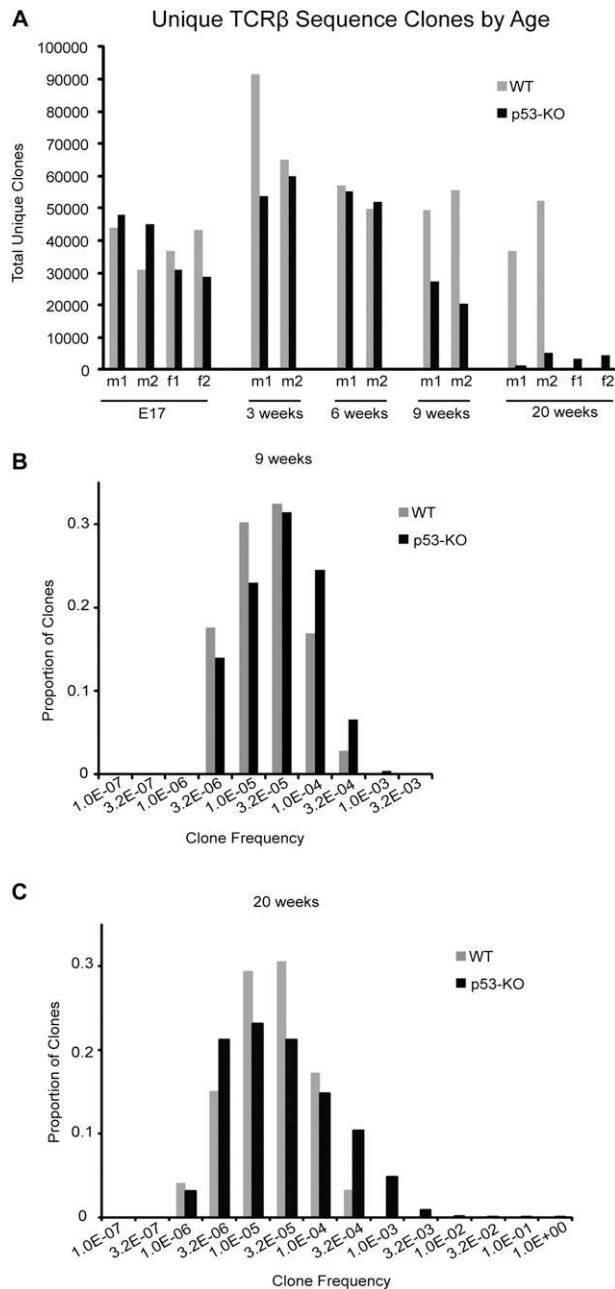 A
Unique TCRβ Sequence Clones by Age
WT
p53-KO
Total Unique Clones
100000
90000
80000
70000
60000
50000
40000
30000
20000
10000
0
m1 m2 f1 f2 m1 m2 m1 m2 m1 m2 m1 m2 f1 f2
E17 3 weeks 6 weeks 9 weeks 20 weeks
B
9 weeks
WT
p53-KO
Proportion of Clones
0.3
0.2
0.1
0
1.0E-07 3.2E-07 1.0E-06 3.2E-06 1.0E-05 3.2E-05 1.0E-04 3.2E-04 1.0E-03 3.2E-03
Clone Frequency
C
20 weeks
WT
p53-KO
Proportion of Clones
0.3
0.2
0.1
0
1.0E-07 3.2E-07 1.0E-06 3.2E-06 1.0E-05 3.2E-05 1.0E-04 3.2E-04 1.0E-03 3.2E-03 1.0E-02 3.2E-02 1.0E-01 1.0E+00
Clone Frequency